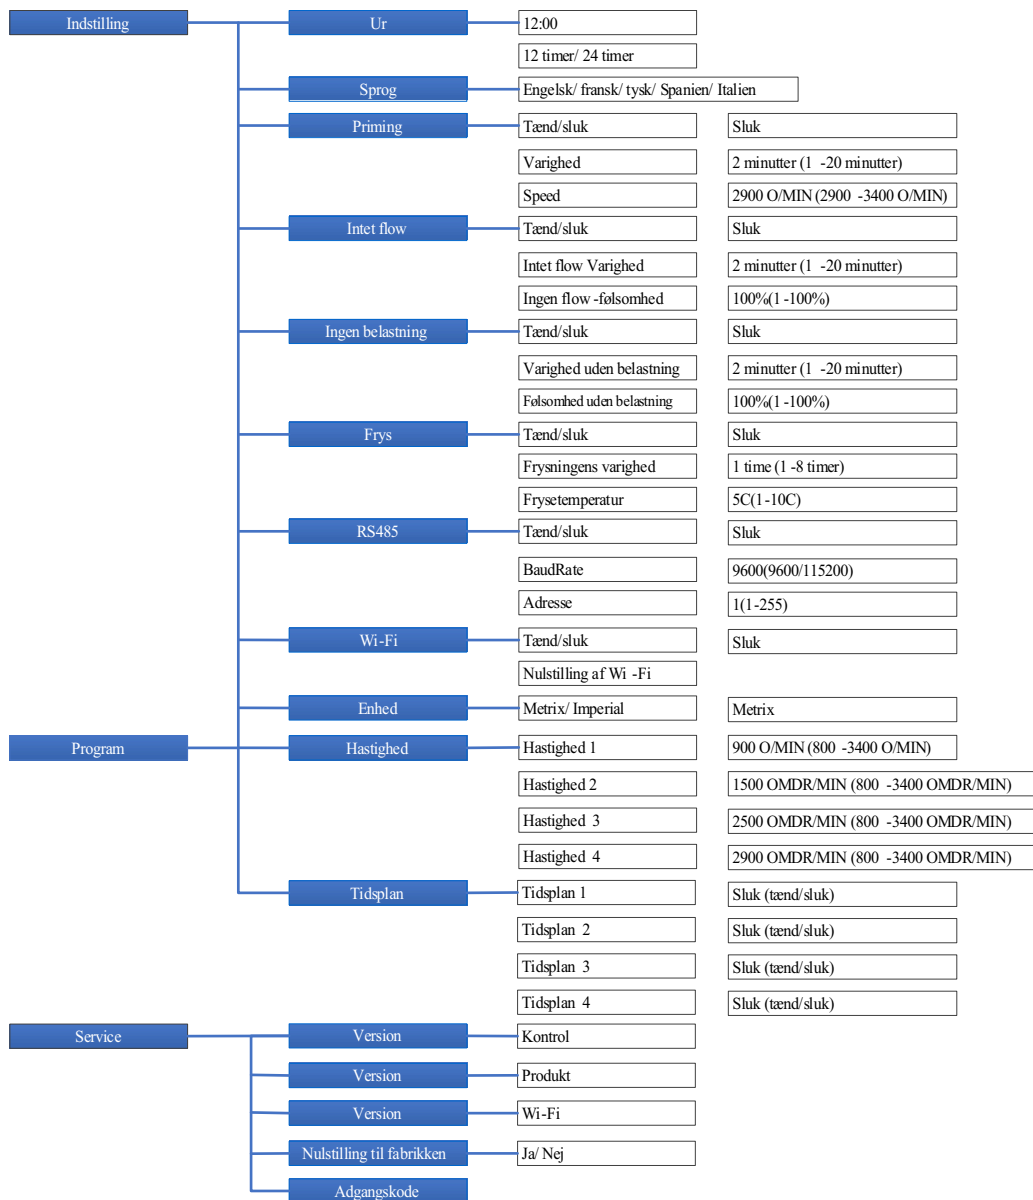 Indstilling Ur 12:00
12 timer/ 24 timer
Sprog Engelsk/ fransk/ tysk/ Spanien/ Italien
Priming Tænd/sluk Sluk
Varighed 2 minutter (1 -20 minutter)
Speed 2900 O/MIN (2900 -3400 O/MIN)
Intet flow Tænd/sluk Sluk
Intet flow Varighed 2 minutter (1 -20 minutter)
Ingen flow -følsomhed 100%(1 -100%)
Ingen belastning Tænd/sluk Sluk
Varighed uden belastning 2 minutter (1 -20 minutter)
Følsomhed uden belastning 100%(1 -100%)
Frys Tænd/sluk Sluk
Frysningens varighed 1 time (1 -8 timer)
Frysetemperatur 5C(1-10C)
RS485 Tænd/sluk Sluk
BaudRate 9600(9600/115200)
Adresse 1(1-255)
Wi-Fi Tænd/sluk Sluk
Nulstilling af Wi -Fi
Enhed Metrix/ Imperial Metrix
Program Hastighed Hastighed 1 900 O/MIN (800 -3400 O/MIN)
Hastighed 2 1500 OMDR/MIN (800 -3400 OMDR/MIN)
Hastighed 3 2500 OMDR/MIN (800 -3400 OMDR/MIN)
Hastighed 4 2900 OMDR/MIN (800 -3400 OMDR/MIN)
Tidsplan Tidsplan 1 Sluk (tænd/sluk)
Tidsplan 2 Sluk (tænd/sluk)
Tidsplan 3 Sluk (tænd/sluk)
Tidsplan 4 Sluk (tænd/sluk)
Service Version Kontrol
Version Produkt
Version Wi-Fi
Nulstilling til fabrikken Ja/ Nej
Adgangskode